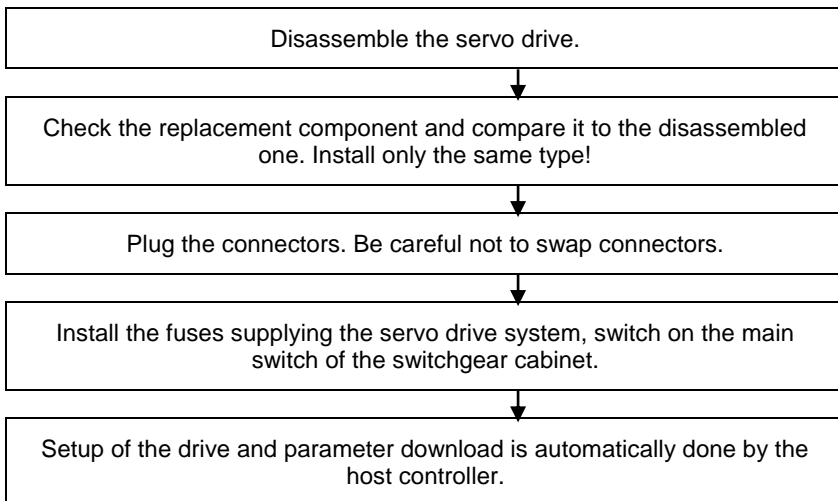 Disassemble the servo drive.
Check the replacement component and compare it to the disassembled
one. Install only the same type!
Plug the connectors. Be careful not to swap connectors.
Install the fuses supplying the servo drive system, switch on the main
switch of the switchgear cabinet.
Setup of the drive and parameter download is automatically done by the
host controller.